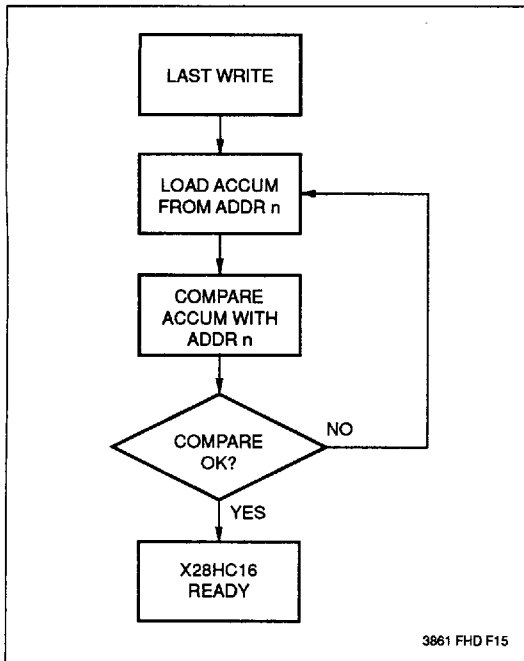 LAST WRITE
LOAD ACCUM
FROM ADDR n
COMPARE
ACCUM WITH
ADDR n
COMPARE
OK?
NO
YES
X28HC16
READY
3861 FHD F15